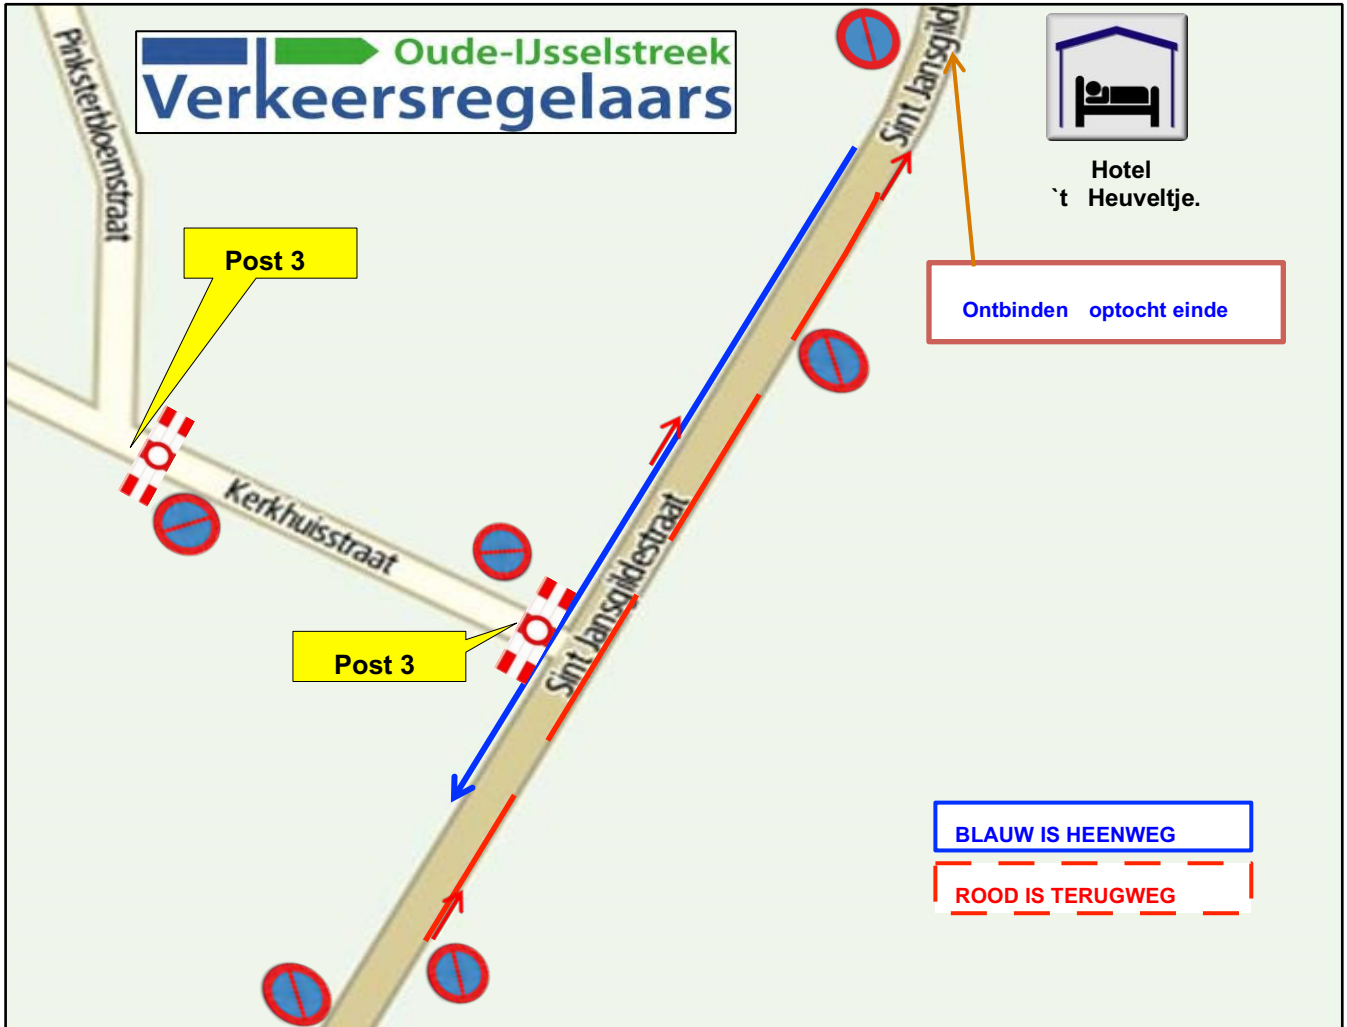 Oude-IJsselstreek
Verkeersregelaars
Pinksterbloemstraat
Sint Jansgild
Hotel
`t Heuveltje.
Post 3
Ontbinden optocht einde
Kerkhuisstraat
Sint Jansgildestraat
Post 3
BLAUW IS HEENWEG
ROOD IS TERUGWEG